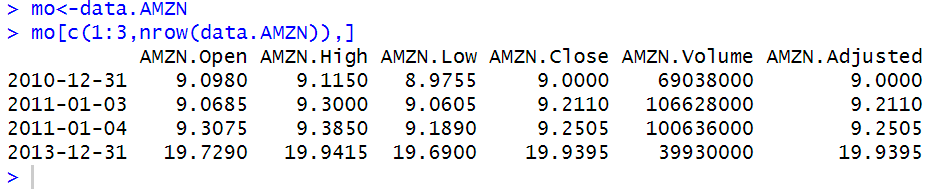 > mo<-data.AMZN
> mo[c(1:3,nrow(data.AMZN)),]
           AMZN.Open AMZN.High AMZN.Low AMZN.Close AMZN.Volume AMZN.Adjusted
2010-12-31    9.0980    9.1150   8.9755     9.0000    69038000        9.0000
2011-01-03    9.0685    9.3000   9.0605     9.2110   106628000        9.2110
2011-01-04    9.3075    9.3850   9.1890     9.2505   100636000        9.2505
2013-12-31   19.7290   19.9415  19.6900    19.9395    39930000       19.9395
>